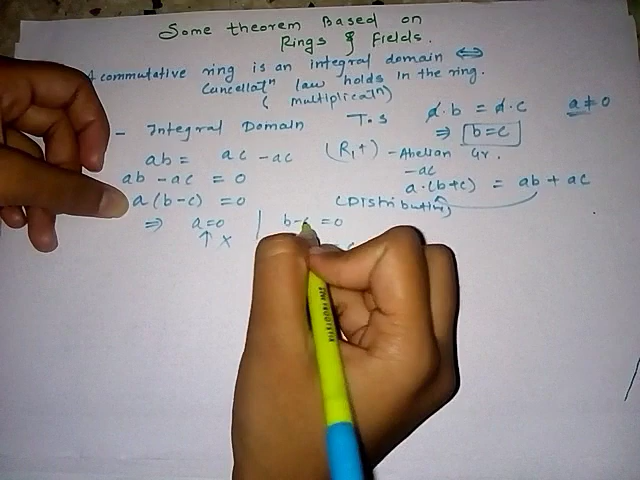 Some theorem Based on
Rings & Fields.
A commutative ring is an integral domain ⇔
Cancellatⁿ law holds in the ring.
( multiplicatⁿ)
- Integral Domain
T.S
a.b = a.c a ≠ 0
⇒ b=c
ab = ac -ac
(R,+) - Abelian Gr.
ab - ac = 0
-ac
a.(b+c) = ab + ac
a(b-c) = 0
(Distributive)
⇒ a=0 | b-c = 0
↑ x